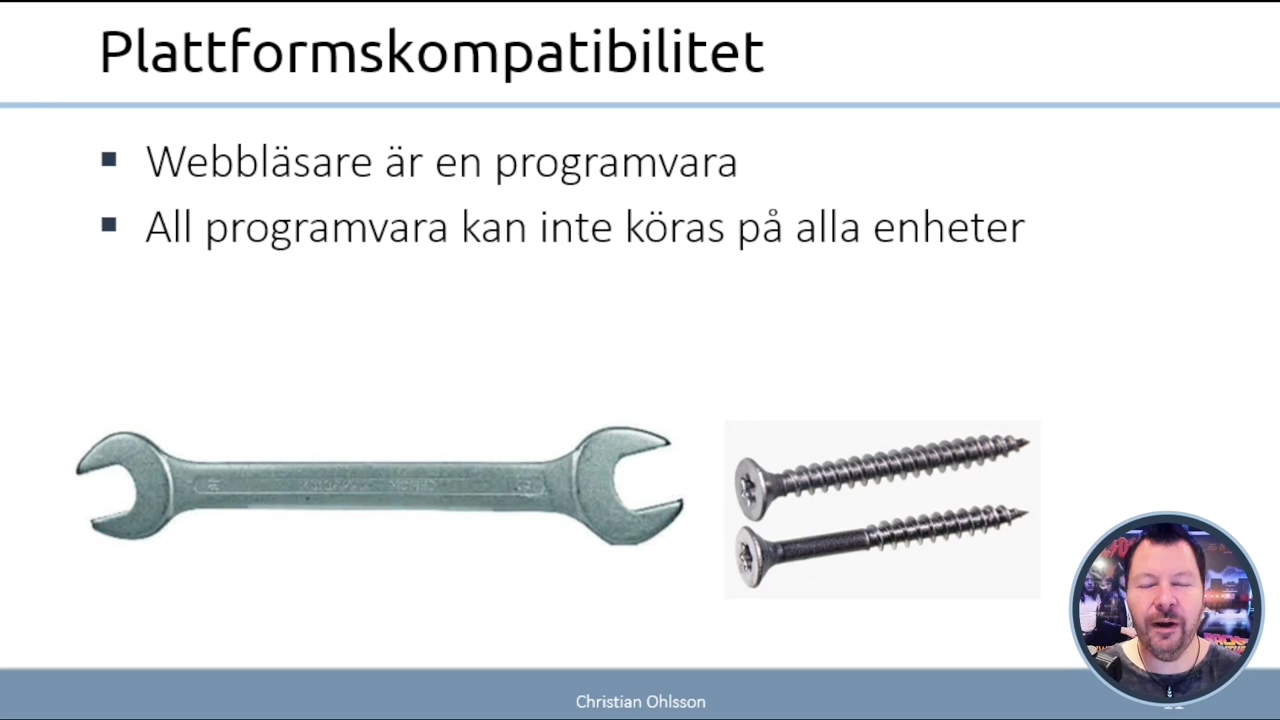 Plattformskompatibilitet
Webbläsare är en programvara
All programvara kan inte köras på alla enheter
Christian Ohlsson